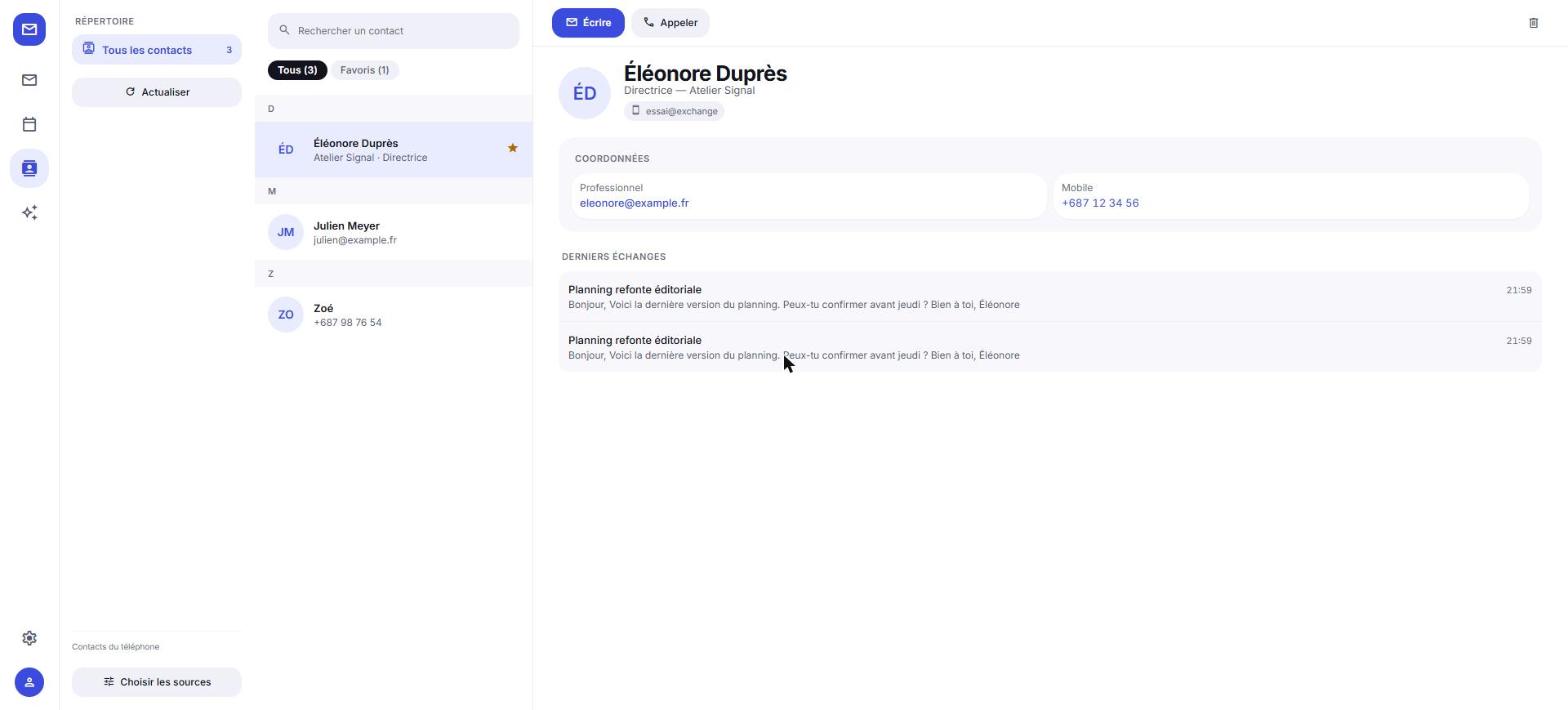 RÉPERTOIRE
Tous les contacts 3
Actualiser
Contacts du téléphone
Choisir les sources
Rechercher un contact
Tous (3) Favoris (1)
D
ÉD
Éléonore Duprès
Atelier Signal · Directrice
M
JM
Julien Meyer
julien@example.fr
Z
ZO
Zoé
+687 98 76 54
Écrire Appeler
ÉD
Éléonore Duprès
Directrice — Atelier Signal
essai@exchange
COORDONNÉES
Professionnel
eleonore@example.fr
Mobile
+687 12 34 56
DERNIERS ÉCHANGES
Planning refonte éditoriale 21:59
Bonjour, Voici la dernière version du planning. Peux-tu confirmer avant jeudi ? Bien à toi, Éléonore
Planning refonte éditoriale 21:59
Bonjour, Voici la dernière version du planning. Peux-tu confirmer avant jeudi ? Bien à toi, Éléonore